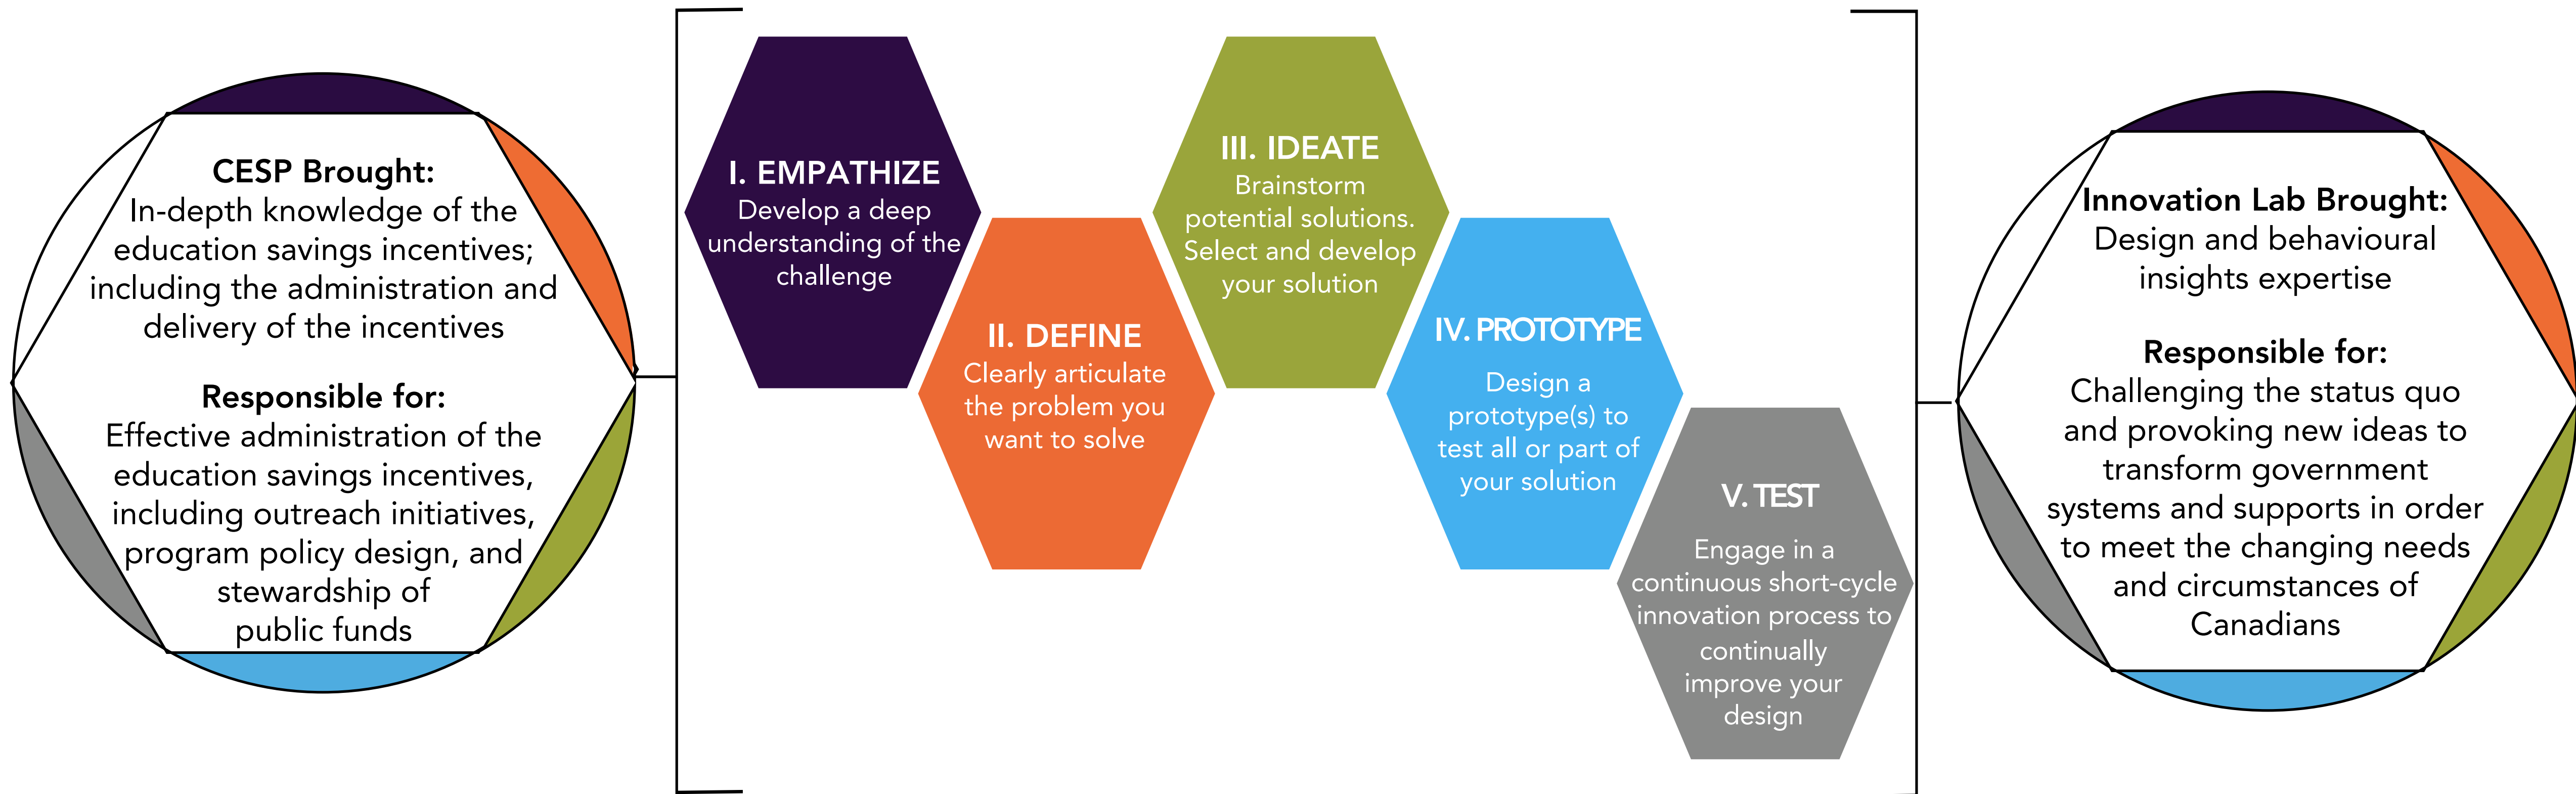 CESP Brought:
In-depth knowledge of the
education savings incentives;
including the administration and
delivery of the incentives
Responsible for:
Effective administration of the
education savings incentives,
including outreach initiatives,
program policy design, and
stewardship of
public funds
I. EMPATHIZE
Develop a deep
understanding of the
challenge
II. DEFINE
Clearly articulate
the problem you
want to solve
III. IDEATE
Brainstorm
potential solutions.
Select and develop
your solution
IV. PROTOTYPE
Design a
prototype(s) to
test all or part of
your solution
V. TEST
Engage in a
continuous short-cycle
innovation process to
continually
improve your
design
Innovation Lab Brought:
Design and behavioural
insights expertise
Responsible for:
Challenging the status quo
and provoking new ideas to
transform government
systems and supports in order
to meet the changing needs
and circumstances of
Canadians